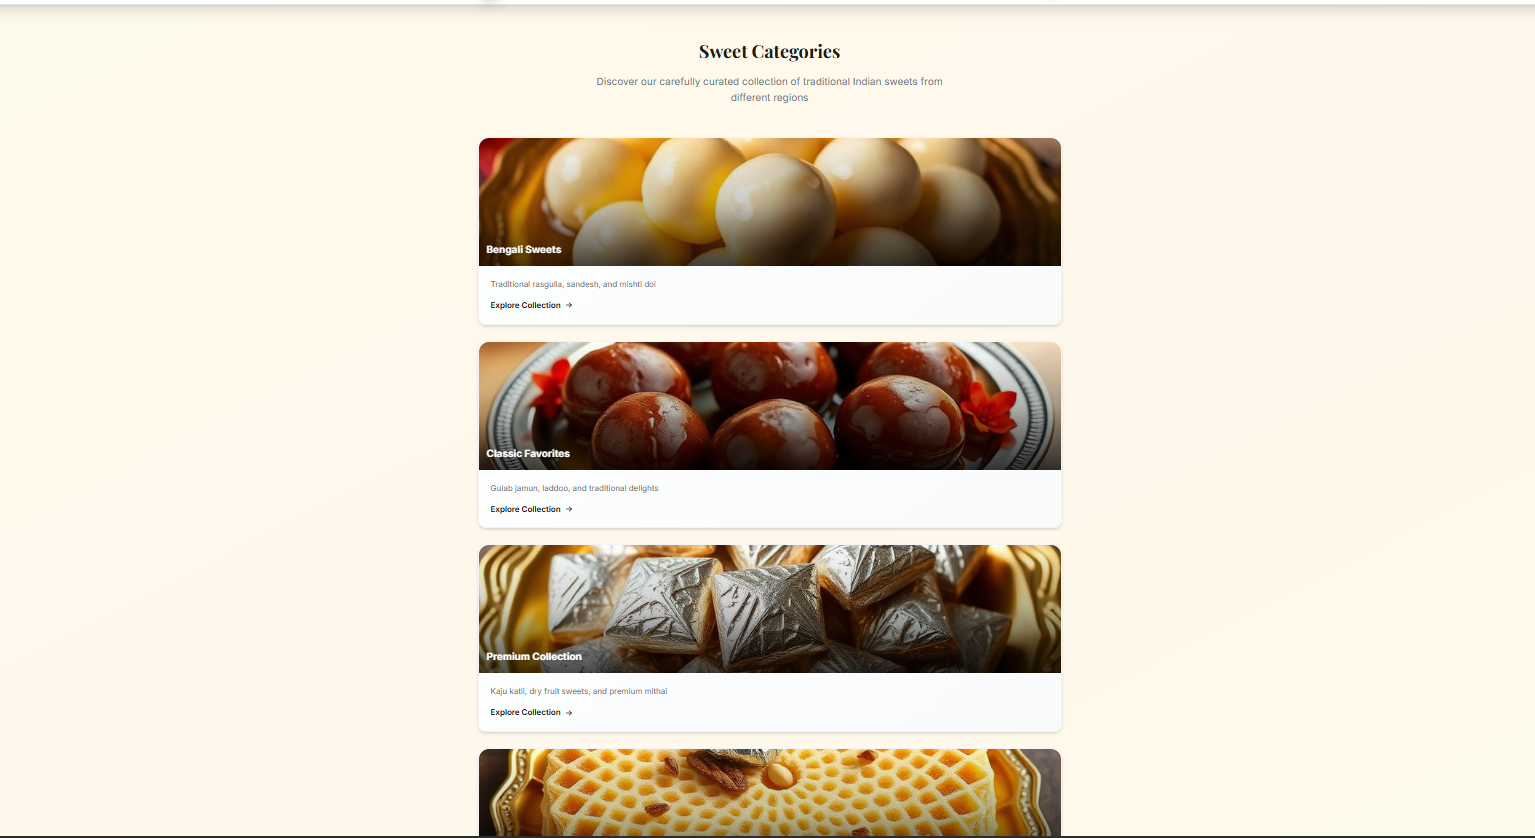 Sweet Categories
Discover our carefully curated collection of traditional Indian sweets from
different regions
Bengali Sweets
Traditional rasgulla, sandesh, and mishti doi
Explore Collection →
Classic Favorites
Gulab jamun, laddoo, and traditional delights
Explore Collection →
Premium Collection
Kaju katli, dry fruit sweets, and premium mithai
Explore Collection →